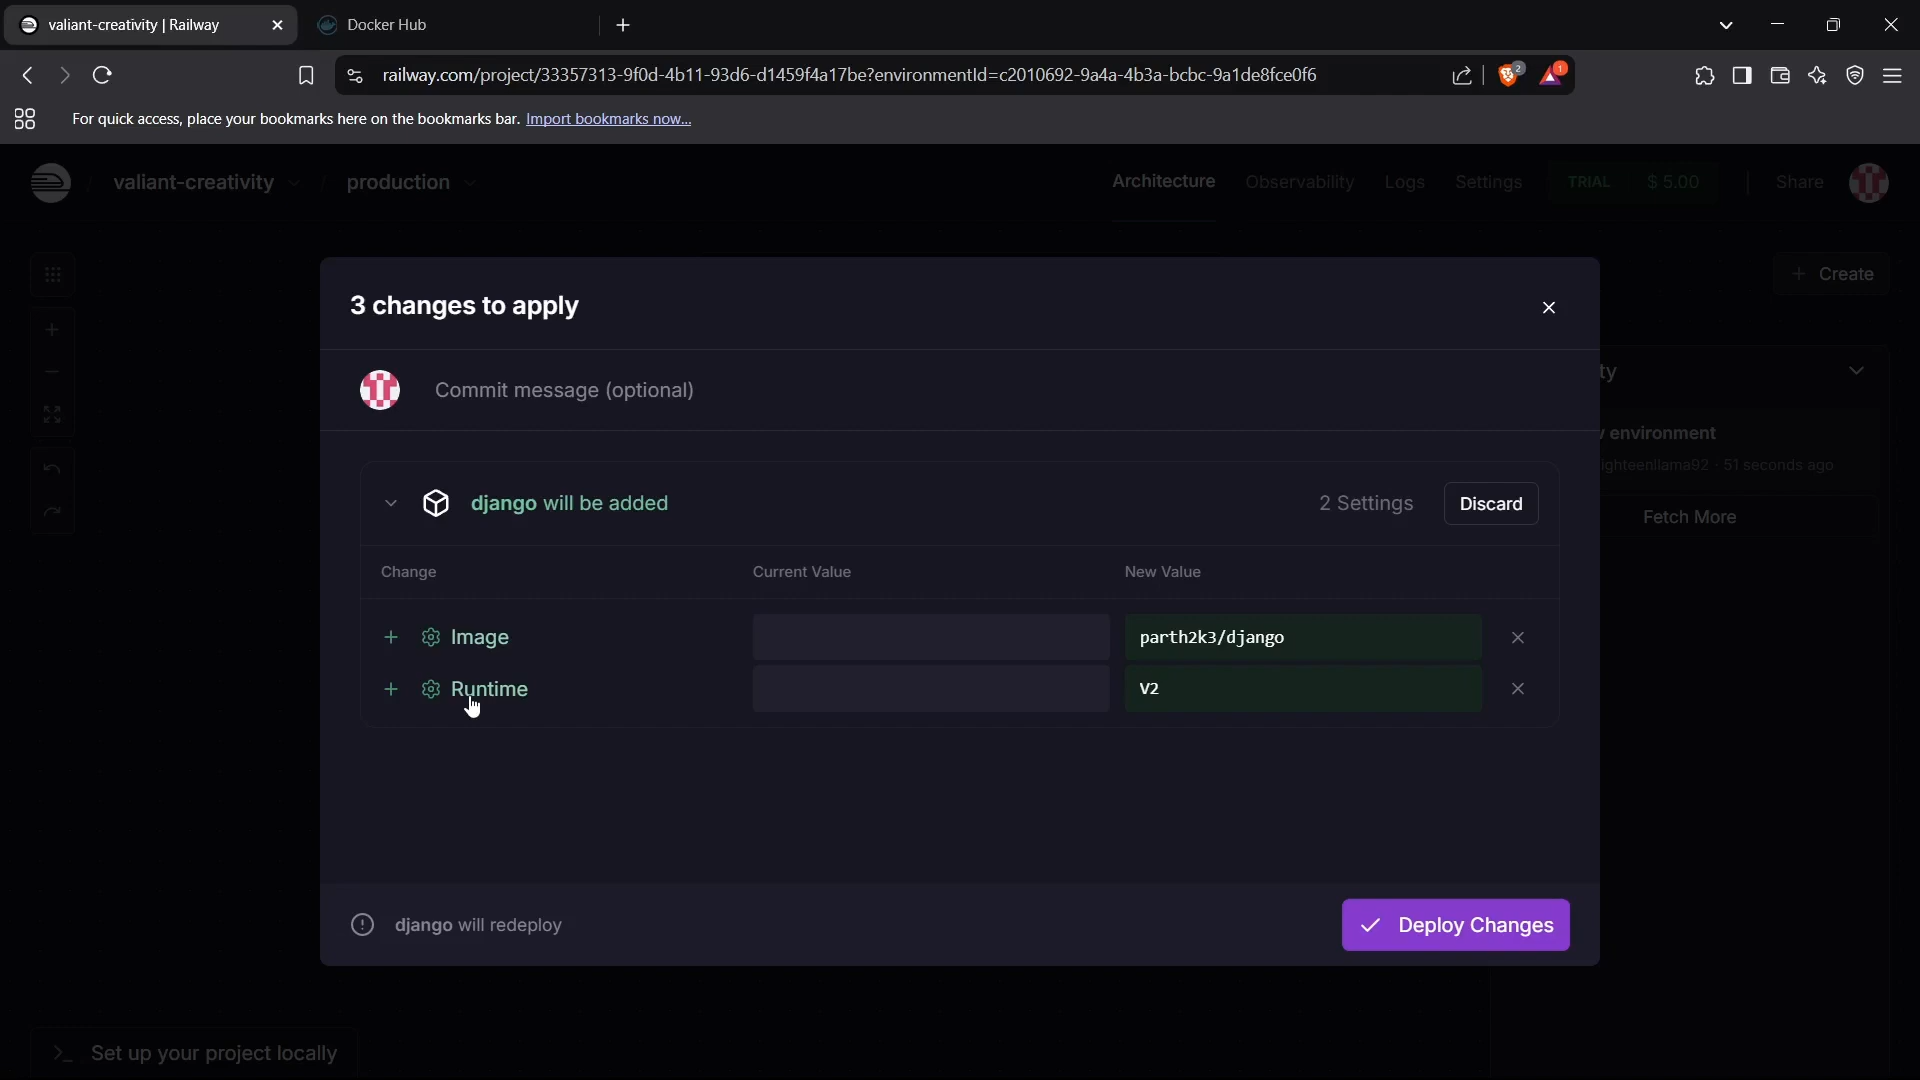 valiant-creativity | Railway
Docker Hub
railway.com/project/33357313-9f0d-4b11-93d6-d1459f4a17be?environmentId=c2010692-9a4a-4b3a-bcbc-9a1de8fce0f6
2
1
For quick access, place your bookmarks here on the bookmarks bar. Import bookmarks now...
/ valiant-creativity / production
Architecture Observability Logs Settings TRIAL $ 5.00 Share
+ Create
3 changes to apply
Commit message (optional)
ty
environment
ighteenllama92 · 51 seconds ago
Fetch More
django will be added 2 Settings Discard
Change Current Value New Value
+ Image parth2k3/django
+ Runtime V2
django will redeploy Deploy Changes
>_ Set up your project locally